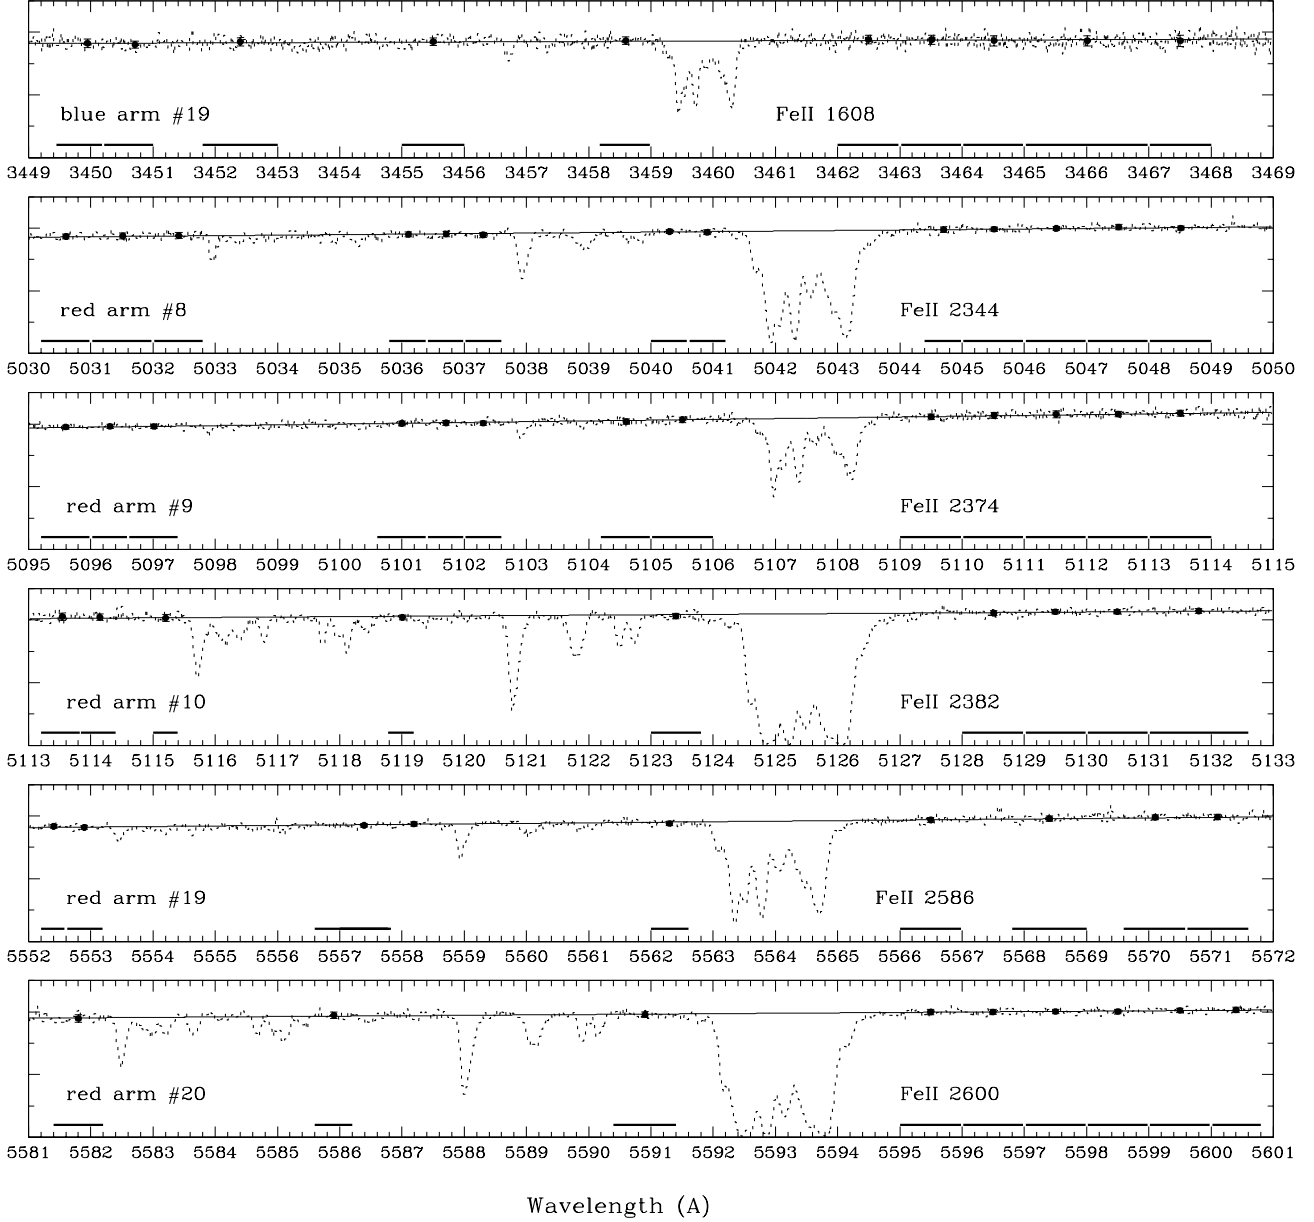 blue arm #19 FeII 1608
3449 3450 3451 3452 3453 3454 3455 3456 3457 3458 3459 3460 3461 3462 3463 3464 3465 3466 3467 3468 3469
red arm #8 FeII 2344
5030 5031 5032 5033 5034 5035 5036 5037 5038 5039 5040 5041 5042 5043 5044 5045 5046 5047 5048 5049 5050
red arm #9 FeII 2374
5095 5096 5097 5098 5099 5100 5101 5102 5103 5104 5105 5106 5107 5108 5109 5110 5111 5112 5113 5114 5115
red arm #10 FeII 2382
5113 5114 5115 5116 5117 5118 5119 5120 5121 5122 5123 5124 5125 5126 5127 5128 5129 5130 5131 5132 5133
red arm #19 FeII 2586
5552 5553 5554 5555 5556 5557 5558 5559 5560 5561 5562 5563 5564 5565 5566 5567 5568 5569 5570 5571 5572
red arm #20 FeII 2600
5581 5582 5583 5584 5585 5586 5587 5588 5589 5590 5591 5592 5593 5594 5595 5596 5597 5598 5599 5600 5601
Wavelength (A)